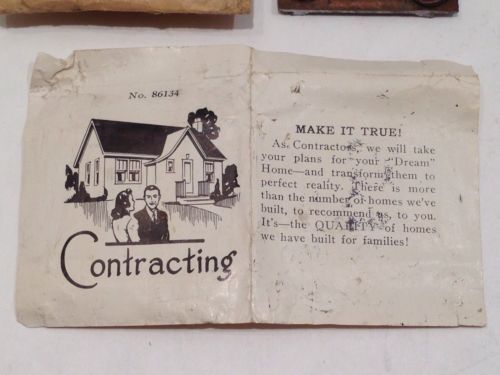 No. 86134
Contracting
MAKE IT TRUE!
As Contractors, we will take
your plans for your "Dream"
Home—and transform them to
perfect reality. There is more
than the number of homes we've
built, to recommend us, to you.
It's—the QUALITY of homes
we have built for families!